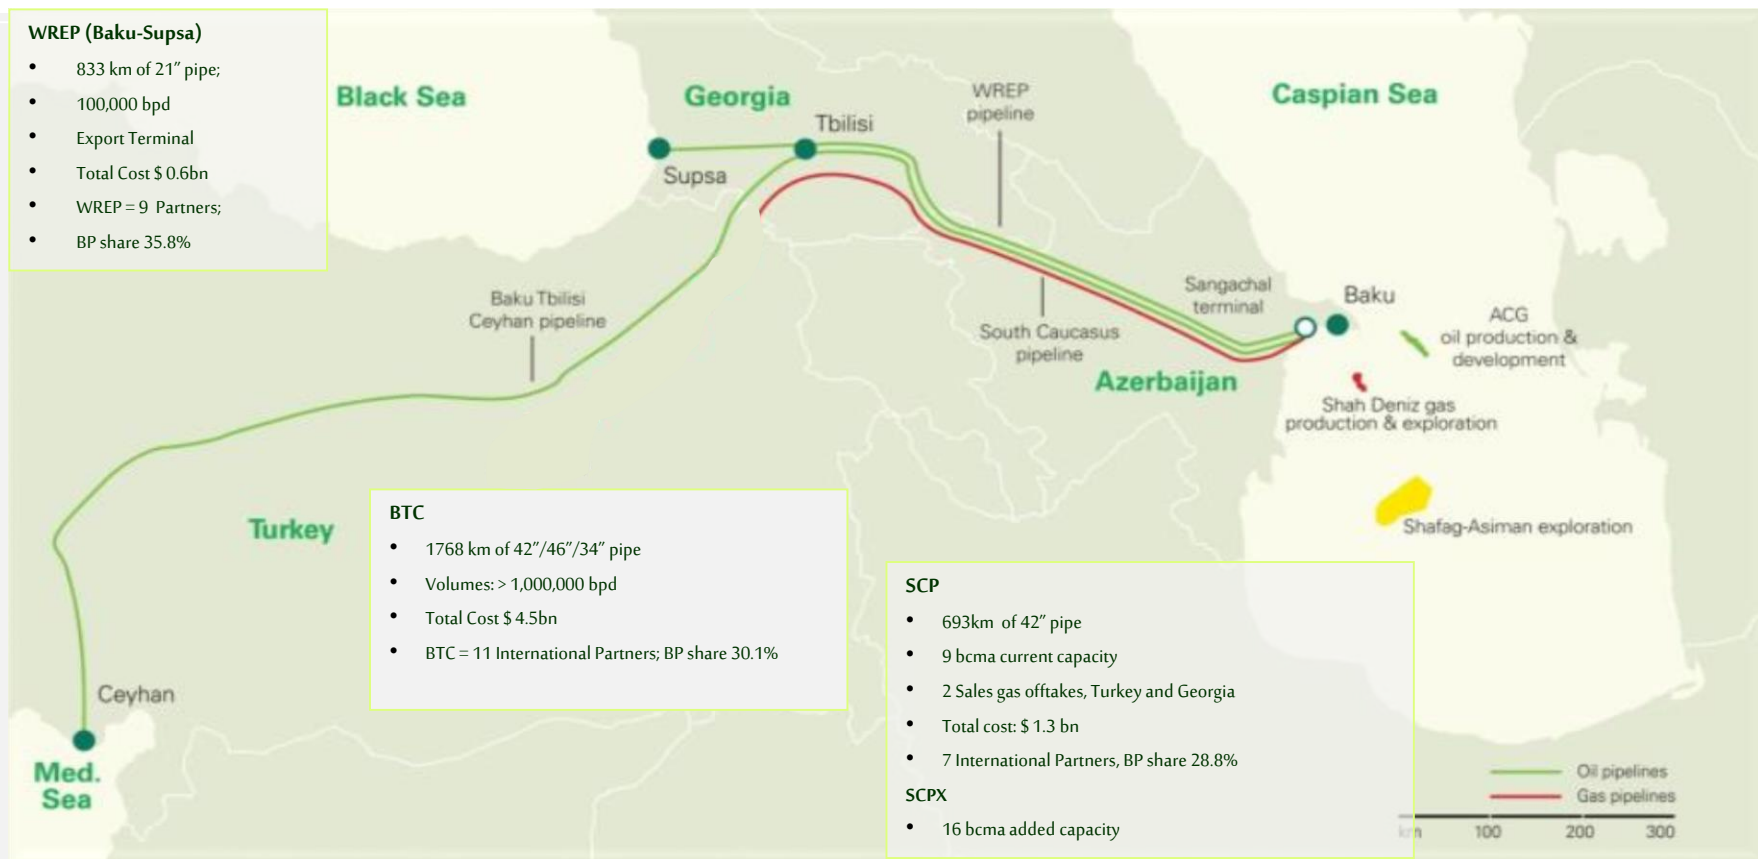 WREP (Baku-Supsa)
• 833 km of 21″ pipe;
• 100,000 bpd
• Export Terminal
• Total Cost $ 0.6bn
• WREP = 9 Partners;
• BP share 35.8%
Black Sea
Georgia
Caspian Sea
WREP
pipeline
Tbilisi
Supsa
Baku Tbilisi
Ceyhan pipeline
South Caucasus
pipeline
Sangachal
terminal
Baku
ACG
oil production &
development
Azerbaijan
Shah Deniz gas
production & exploration
Shafag-Asiman exploration
Turkey
BTC
• 1768 km of 42″/46″/34″ pipe
• Volumes: > 1,000,000 bpd
• Total Cost $ 4.5bn
• BTC = 11 International Partners; BP share 30.1%
SCP
• 693km of 42″ pipe
• 9 bcma current capacity
• 2 Sales gas offtakes, Turkey and Georgia
• Total cost: $ 1.3 bn
• 7 International Partners, BP share 28.8%
SCPX
• 16 bcma added capacity
Ceyhan
Med.
Sea
Oil pipelines
Gas pipelines
km 100 200 300